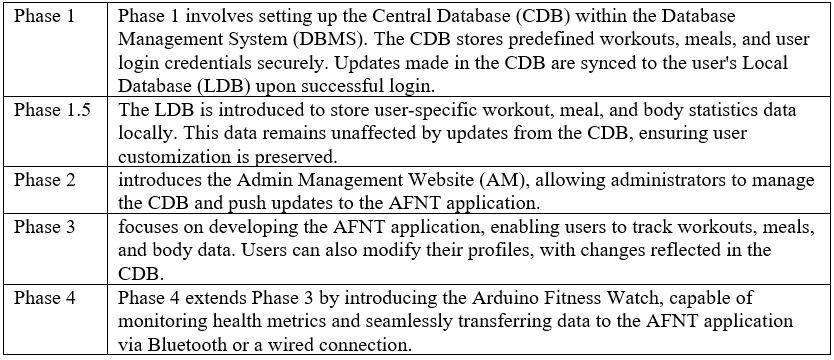 Phase 1
Phase 1 involves setting up the Central Database (CDB) within the Database
Management System (DBMS). The CDB stores predefined workouts, meals, and user
login credentials securely. Updates made in the CDB are synced to the user's Local
Database (LDB) upon successful login.
Phase 1.5
The LDB is introduced to store user-specific workout, meal, and body statistics data
locally. This data remains unaffected by updates from the CDB, ensuring user
customization is preserved.
Phase 2
introduces the Admin Management Website (AM), allowing administrators to manage
the CDB and push updates to the AFNT application.
Phase 3
focuses on developing the AFNT application, enabling users to track workouts, meals,
and body data. Users can also modify their profiles, with changes reflected in the
CDB.
Phase 4
Phase 4 extends Phase 3 by introducing the Arduino Fitness Watch, capable of
monitoring health metrics and seamlessly transferring data to the AFNT application
via Bluetooth or a wired connection.